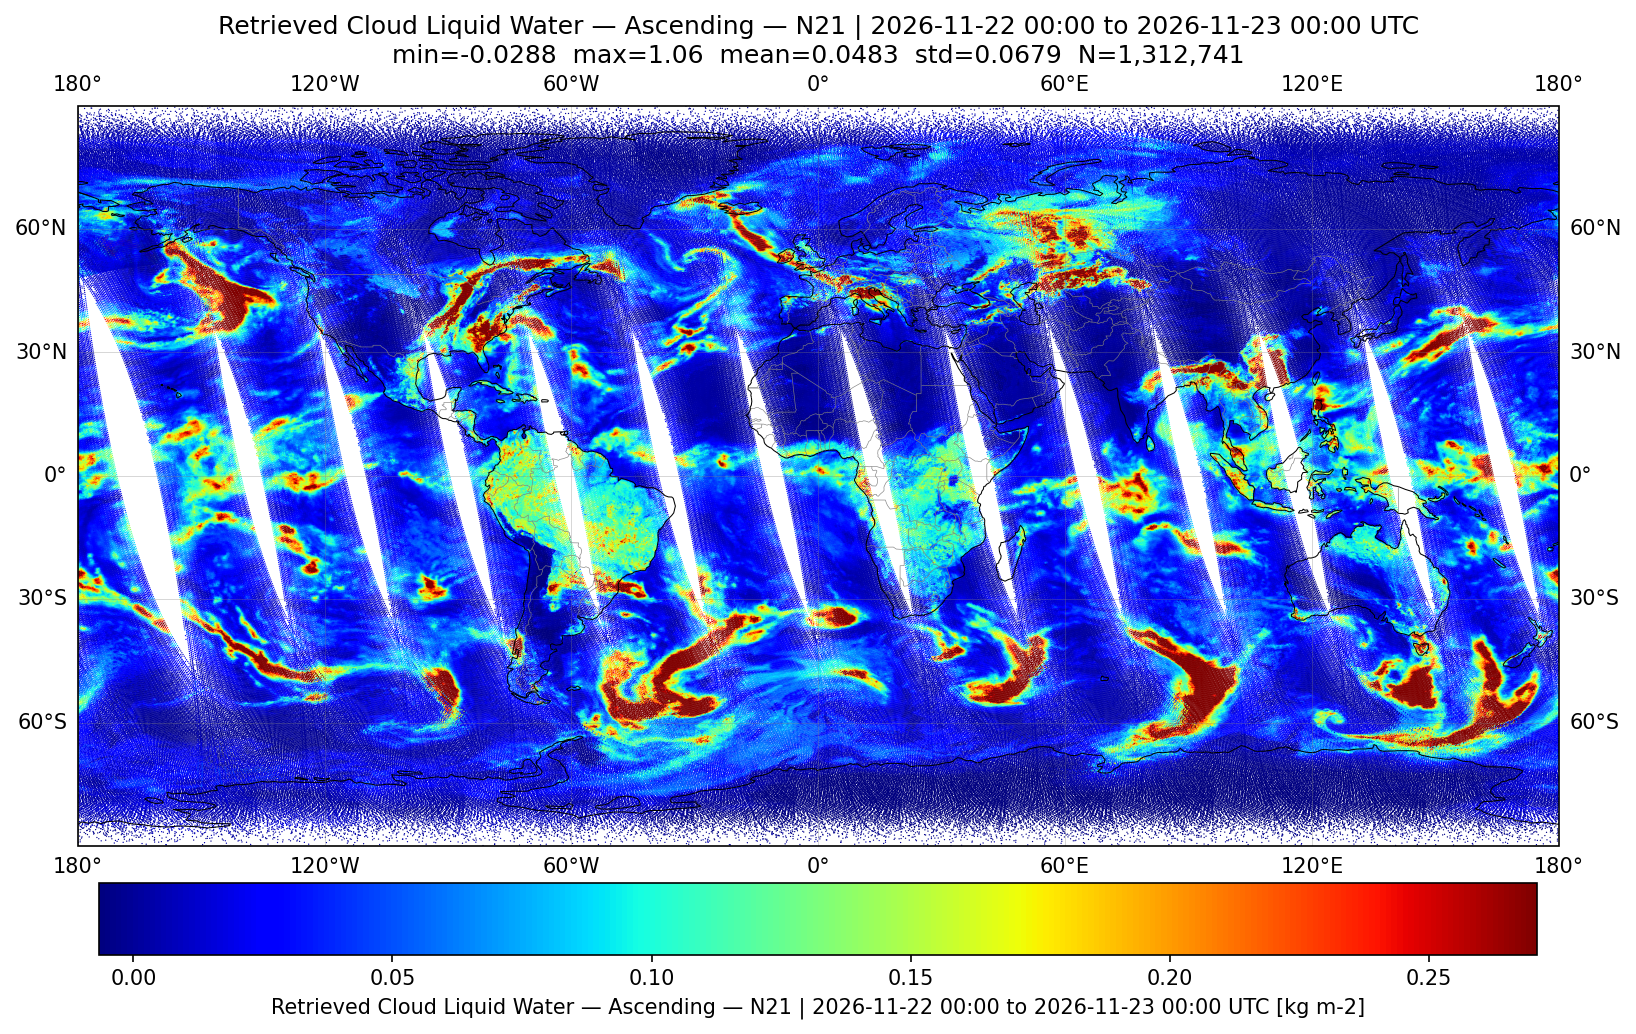 Retrieved Cloud Liquid Water — Ascending — N21 | 2026-11-22 00:00 to 2026-11-23 00:00 UTC
min=-0.0288 max=1.06 mean=0.0483 std=0.0679 N=1,312,741
180° 120°W 60°W 0° 60°E 120°E 180°
60°N 60°N
30°N 30°N
0° 0°
30°S 30°S
60°S 60°S
180° 120°W 60°W 0° 60°E 120°E 180°
0.00 0.05 0.10 0.15 0.20 0.25
Retrieved Cloud Liquid Water — Ascending — N21 | 2026-11-22 00:00 to 2026-11-23 00:00 UTC [kg m-2]